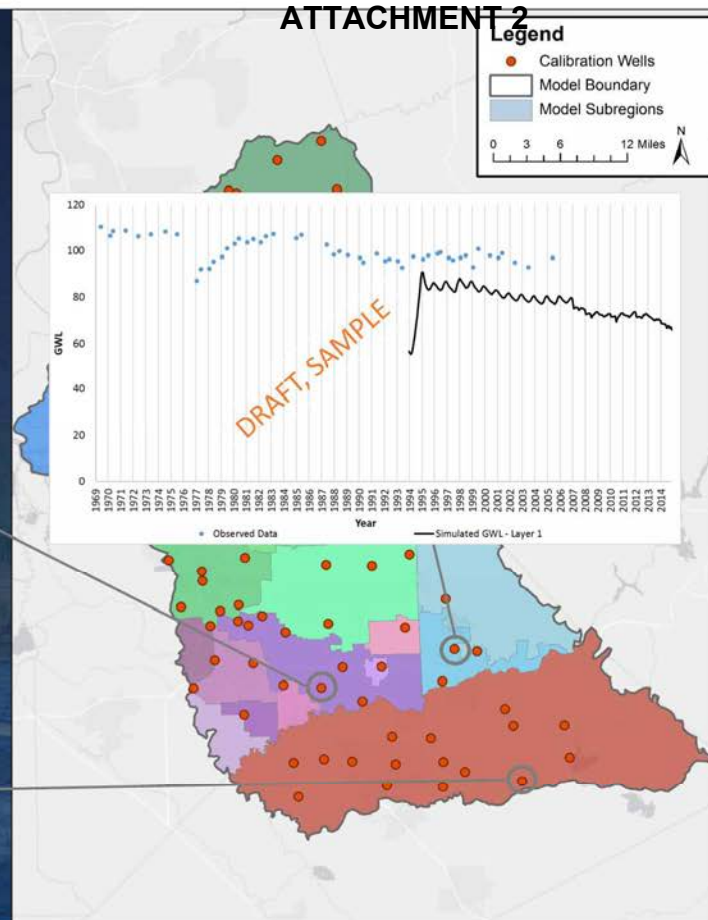 ATTACHMENT 2
Legend
Calibration Wells
Model Boundary
Model Subregions
0 3 6 12 Miles
N
120
100
80
60
40
20
0
GWL
DRAFT, SAMPLE
1969 1970 1971 1972 1973 1974 1975 1976 1977 1978 1979 1980 1981 1982 1983 1984 1985 1986 1987 1988 1989 1990 1991 1992 1993 1994 1995 1996 1997 1998 1999 2000 2001 2002 2003 2004 2005 2006 2007 2008 2009 2010 2011 2012 2013 2014
Year
Observed Data
Simulated GWL - Layer 1